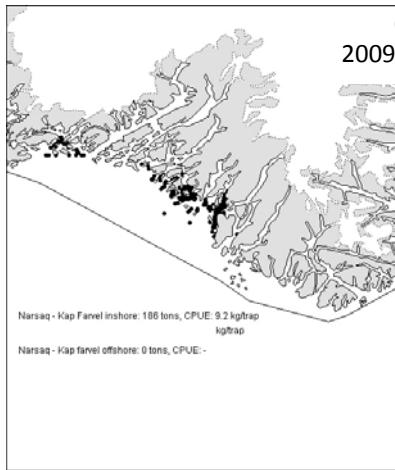 2009
Narsaq - Kap Farvel inshore: 186 tons, CPUE: 9.2 kg/trap
kg/trap
Narsaq - Kap farvel offshore: 0 tons, CPUE: -